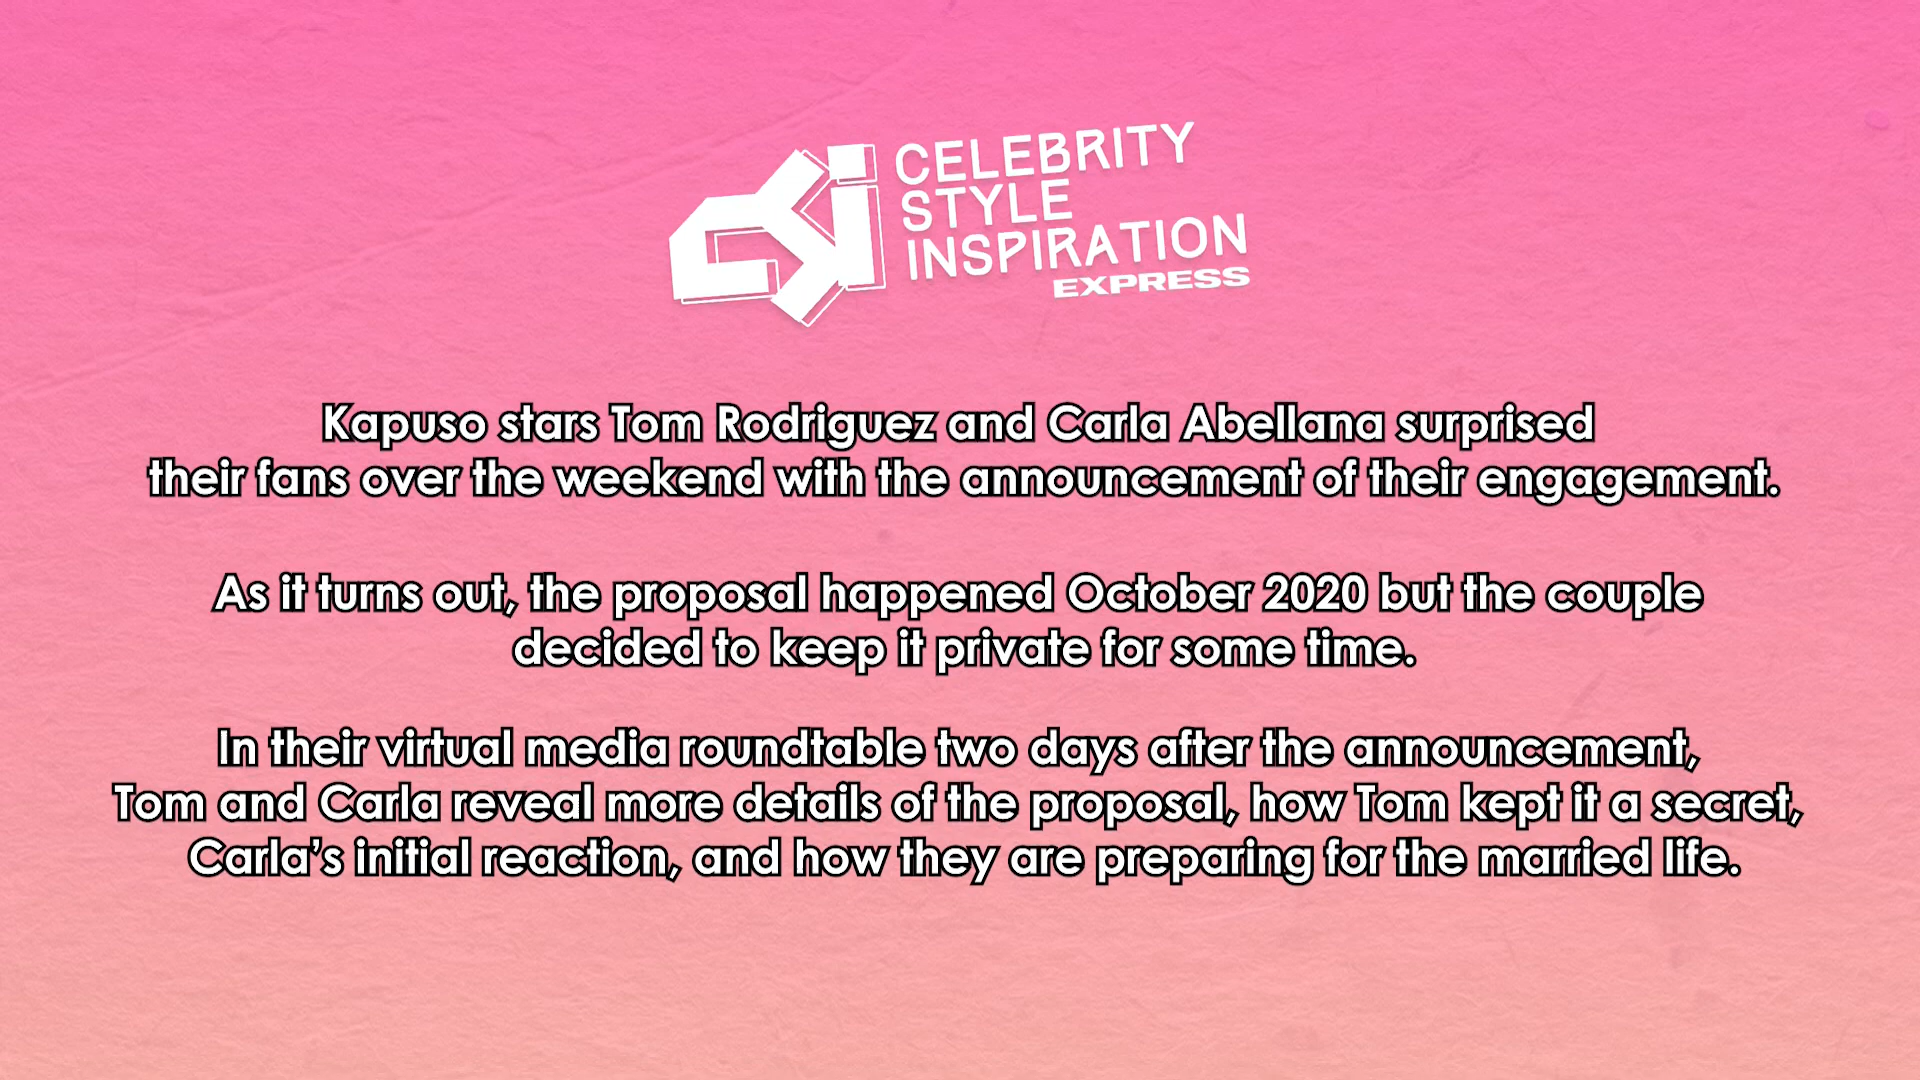 CELEBRITY
STYLE
INSPIRATION
EXPRESS
Kapuso stars Tom Rodriguez and Carla Abellana surprised
their fans over the weekend with the announcement of their engagement.
As it turns out, the proposal happened October 2020 but the couple
decided to keep it private for some time.
In their virtual media roundtable two days after the announcement,
Tom and Carla reveal more details of the proposal, how Tom kept it a secret,
Carla’s initial reaction, and how they are preparing for the married life.